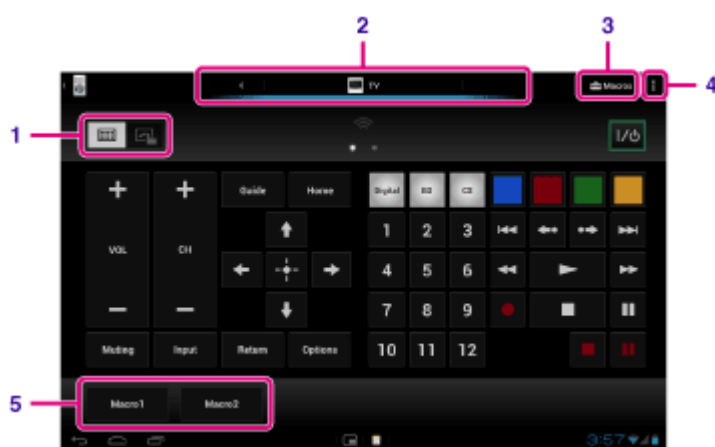 2
3
4
TV
Macros
1
Guide
Home
Digital
BS
CS
VOL
CH
1
2
3
4
5
6
7
8
9
Muting
Input
Return
Options
10
11
12
5
Macro1
Macro2
3:57